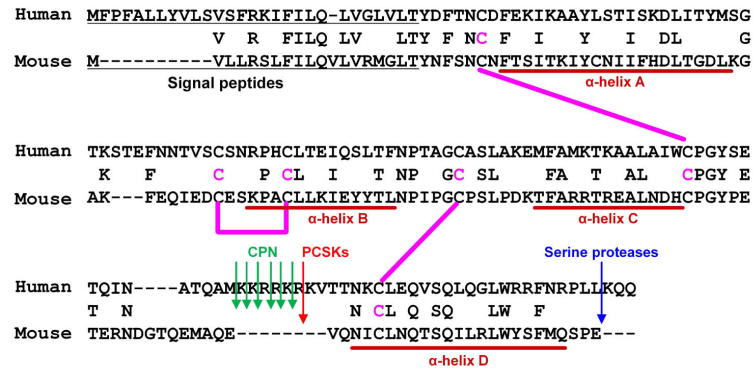 Human MFPFALLYVLSVSFRKIFILQ-LVGLVLTYDFTNCDFEKIKAAYLSTISKDLITYMSG
V R FILQ LV LTY F NC F I Y I DL G
Mouse M----------VLLRSLFILQVLVRMGLTYNFSNCNFTSITKIYCNIIFHDLTGDLKG
Signal peptides
α-helix A
Human TKSTEFNNTVSCSNRPHCLTEIQSLTFNPTAGCASLAKEMFAMKTKAALAIWCPGYSE
K F C P CL I T NP GC SL FA T AL CPGY E
Mouse AK---FEQIEDCESKPACLLKIEYYTLNPIPGCPSLPDKTFARRTREALNDHCPGYPE
α-helix B α-helix C
CPN PCSKs Serine proteases
Human TQIN----ATQAMKKRRKRKVTTNKCLEQVSQLQGLWRRFNRPLLKQQ
T N N CL Q SQ LW F
Mouse TERNDGTQEMAQE--------VQNICLNQTSQILRLWYSFMQSPE---
α-helix D